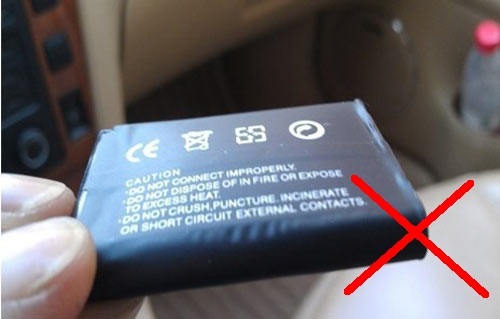 CE
CAUTION
·DO NOT CONNECT IMPROPERLY.
·DO NOT DISPOSE OF IN FIRE OR EXPOSE
TO EXCESS HEAT.
·DO NOT CRUSH,PUNCTURE. INCINERATE
OR SHORT CIRCUIT EXTERNAL CONTACTS.